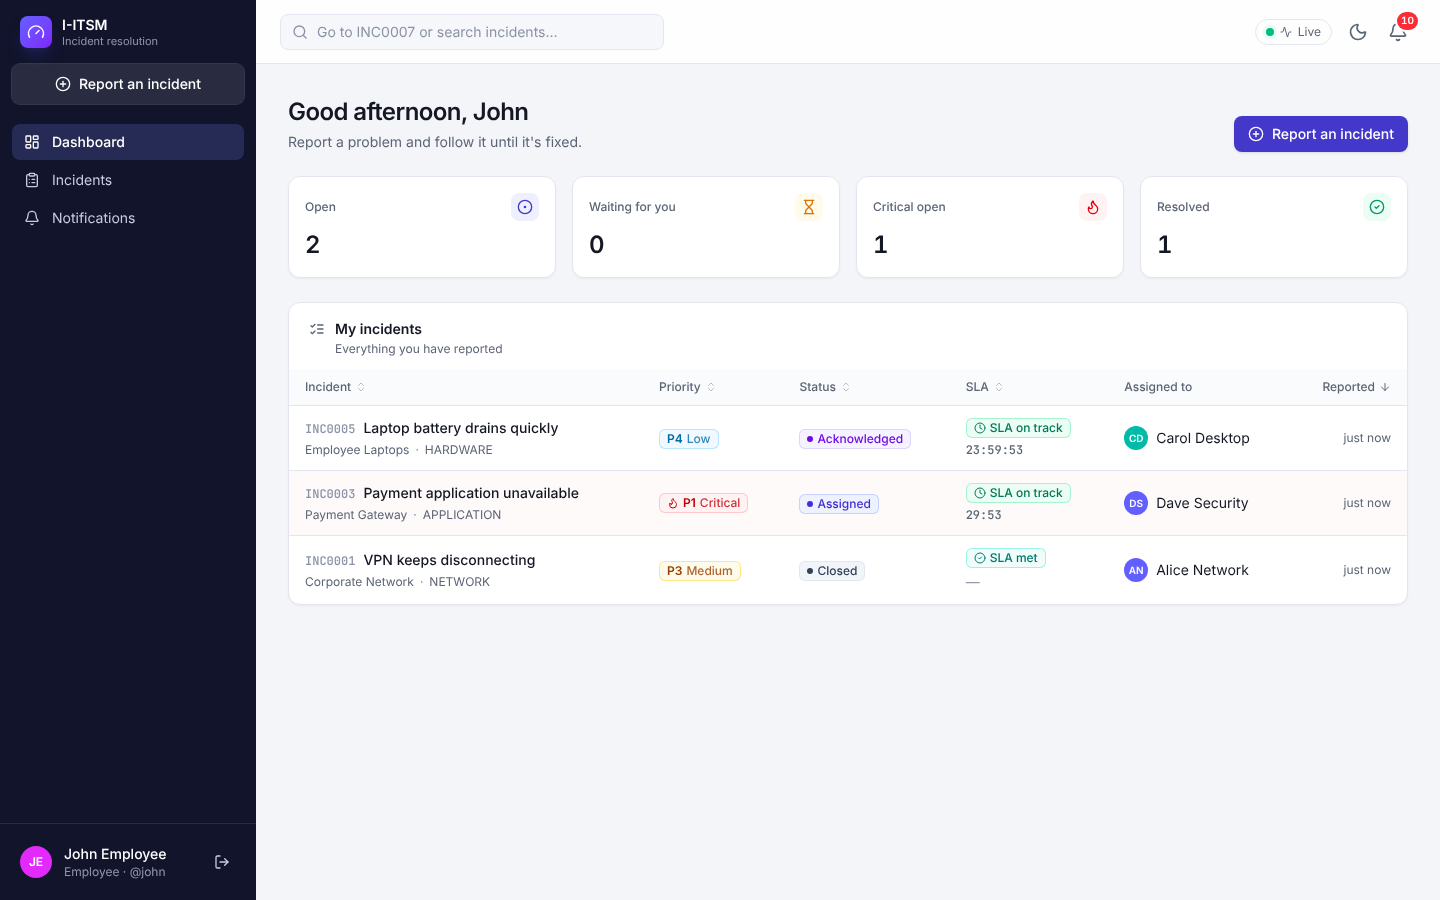 I-ITSM
Incident resolution
Report an incident
Dashboard
Incidents
Notifications
John Employee
Employee · @john
JE
Go to INC0007 or search incidents...
Live
10
Good afternoon, John
Report a problem and follow it until it's fixed.
Report an incident
Open
2
Waiting for you
0
Critical open
1
Resolved
1
My incidents
Everything you have reported
Incident Priority Status SLA Assigned to Reported
INC0005 Laptop battery drains quickly
Employee Laptops · HARDWARE
P4 Low
Acknowledged
SLA on track
23:59:53
CD Carol Desktop
just now
INC0003 Payment application unavailable
Payment Gateway · APPLICATION
P1 Critical
Assigned
SLA on track
29:53
DS Dave Security
just now
INC0001 VPN keeps disconnecting
Corporate Network · NETWORK
P3 Medium
Closed
SLA met
—
AN Alice Network
just now